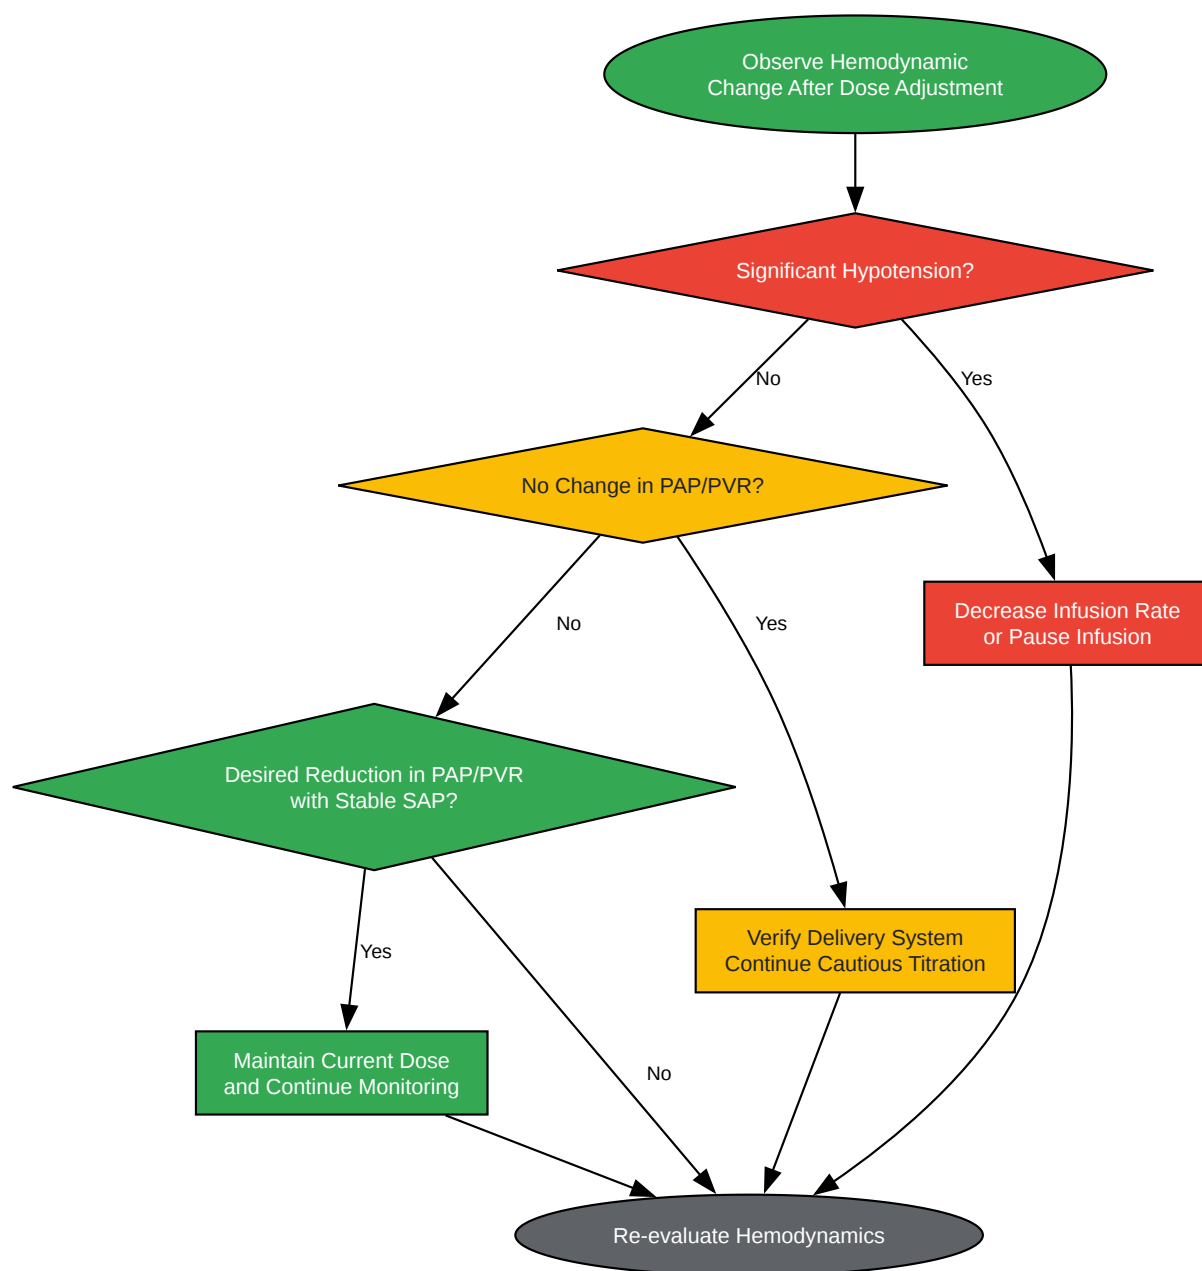 Observe Hemodynamic
Change After Dose Adjustment
Significant Hypotension?
No
Yes
No Change in PAP/PVR?
Decrease Infusion Rate
or Pause Infusion
No
Yes
Desired Reduction in PAP/PVR
with Stable SAP?
Verify Delivery System
Continue Cautious Titration
Yes
Maintain Current Dose
and Continue Monitoring
No
Re-evaluate Hemodynamics